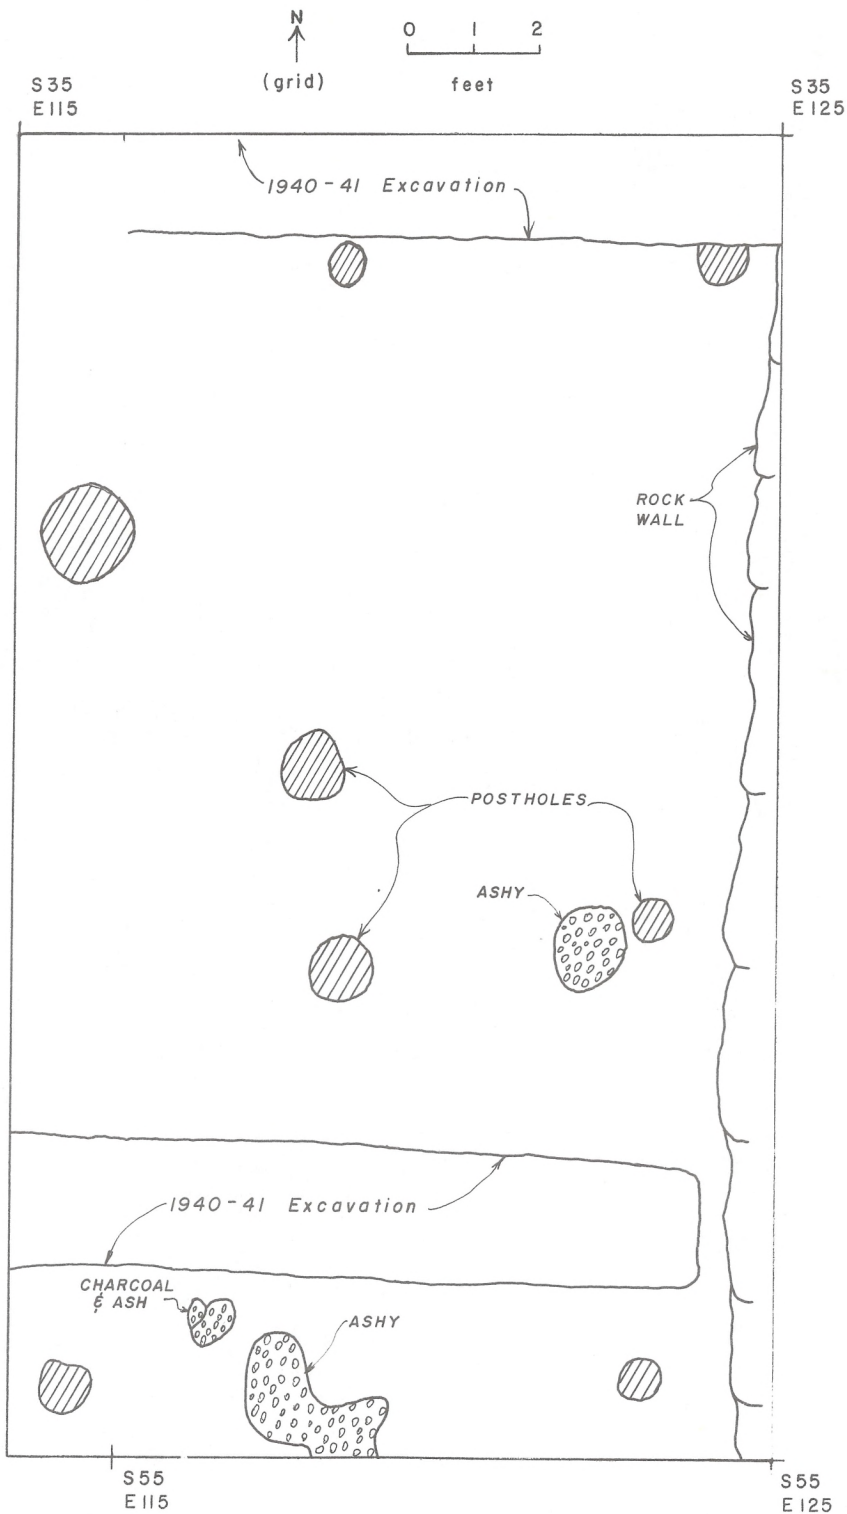 N
(grid)
0 1 2
feet
S35
E115
S35
E125
1940-41 Excavation
ROCK
WALL
POSTHOLES
ASHY
1940-41 Excavation
CHARCOAL
& ASH
ASHY
S55
E115
S55
E125